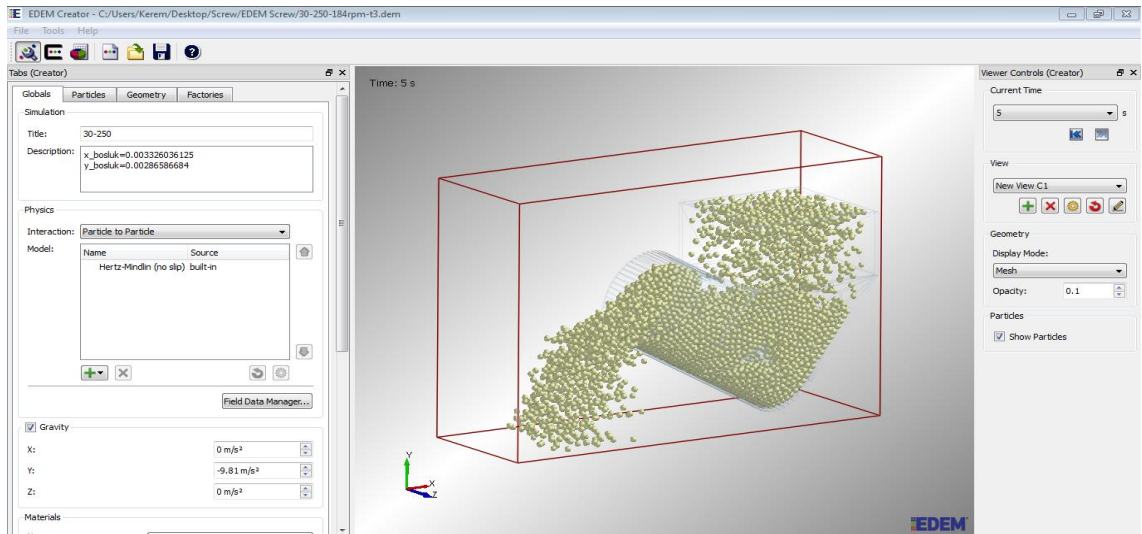 EDEM Creator - C:/Users/Kerem/Desktop/Screw/EDEM Screw/30-250-184rpm-t3.dem
File Tools Help
Tabs (Creator)
Globals Particles Geometry Factories
Simulation
Title: 30-250
Description: x_bosluk=0.003326036125
y_bosluk=0.00286586684
Physics
Interaction: Particle to Particle
Model: Name Source
Hertz-Mindlin (no slip) built-in
Field Data Manager...
Gravity
X: 0 m/s²
Y: -9.81 m/s²
Z: 0 m/s²
Materials
Time: 5 s
Y
X
Z
EDEM
Viewer Controls (Creator)
Current Time
5 s
View
New View C1
Geometry
Display Mode:
Mesh
Opacity: 0.1
Particles
Show Particles